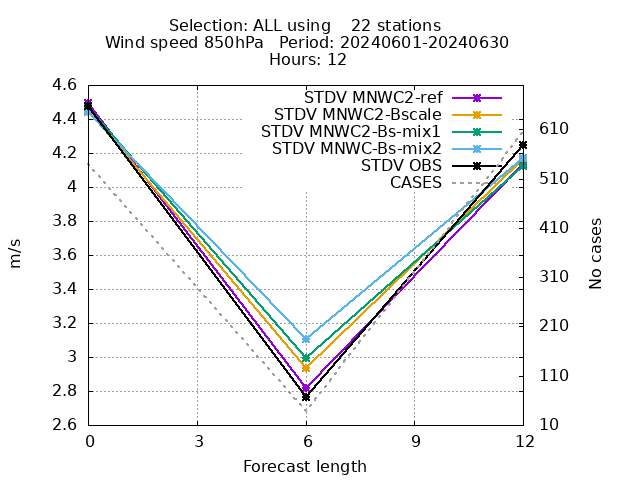 Selection: ALL using    22 stations
Wind speed 850hPa   Period: 20240601-20240630
Hours: 12
STDV MNWC2-ref
STDV MNWC2-Bscale
STDV MNWC2-Bs-mix1
STDV MNWC-Bs-mix2
STDV OBS
CASES
4.6
4.4
4.2
4
3.8
3.6
3.4
3.2
3
2.8
2.6
m/s
610
510
410
310
210
110
10
No cases
0 3 6 9 12
Forecast length